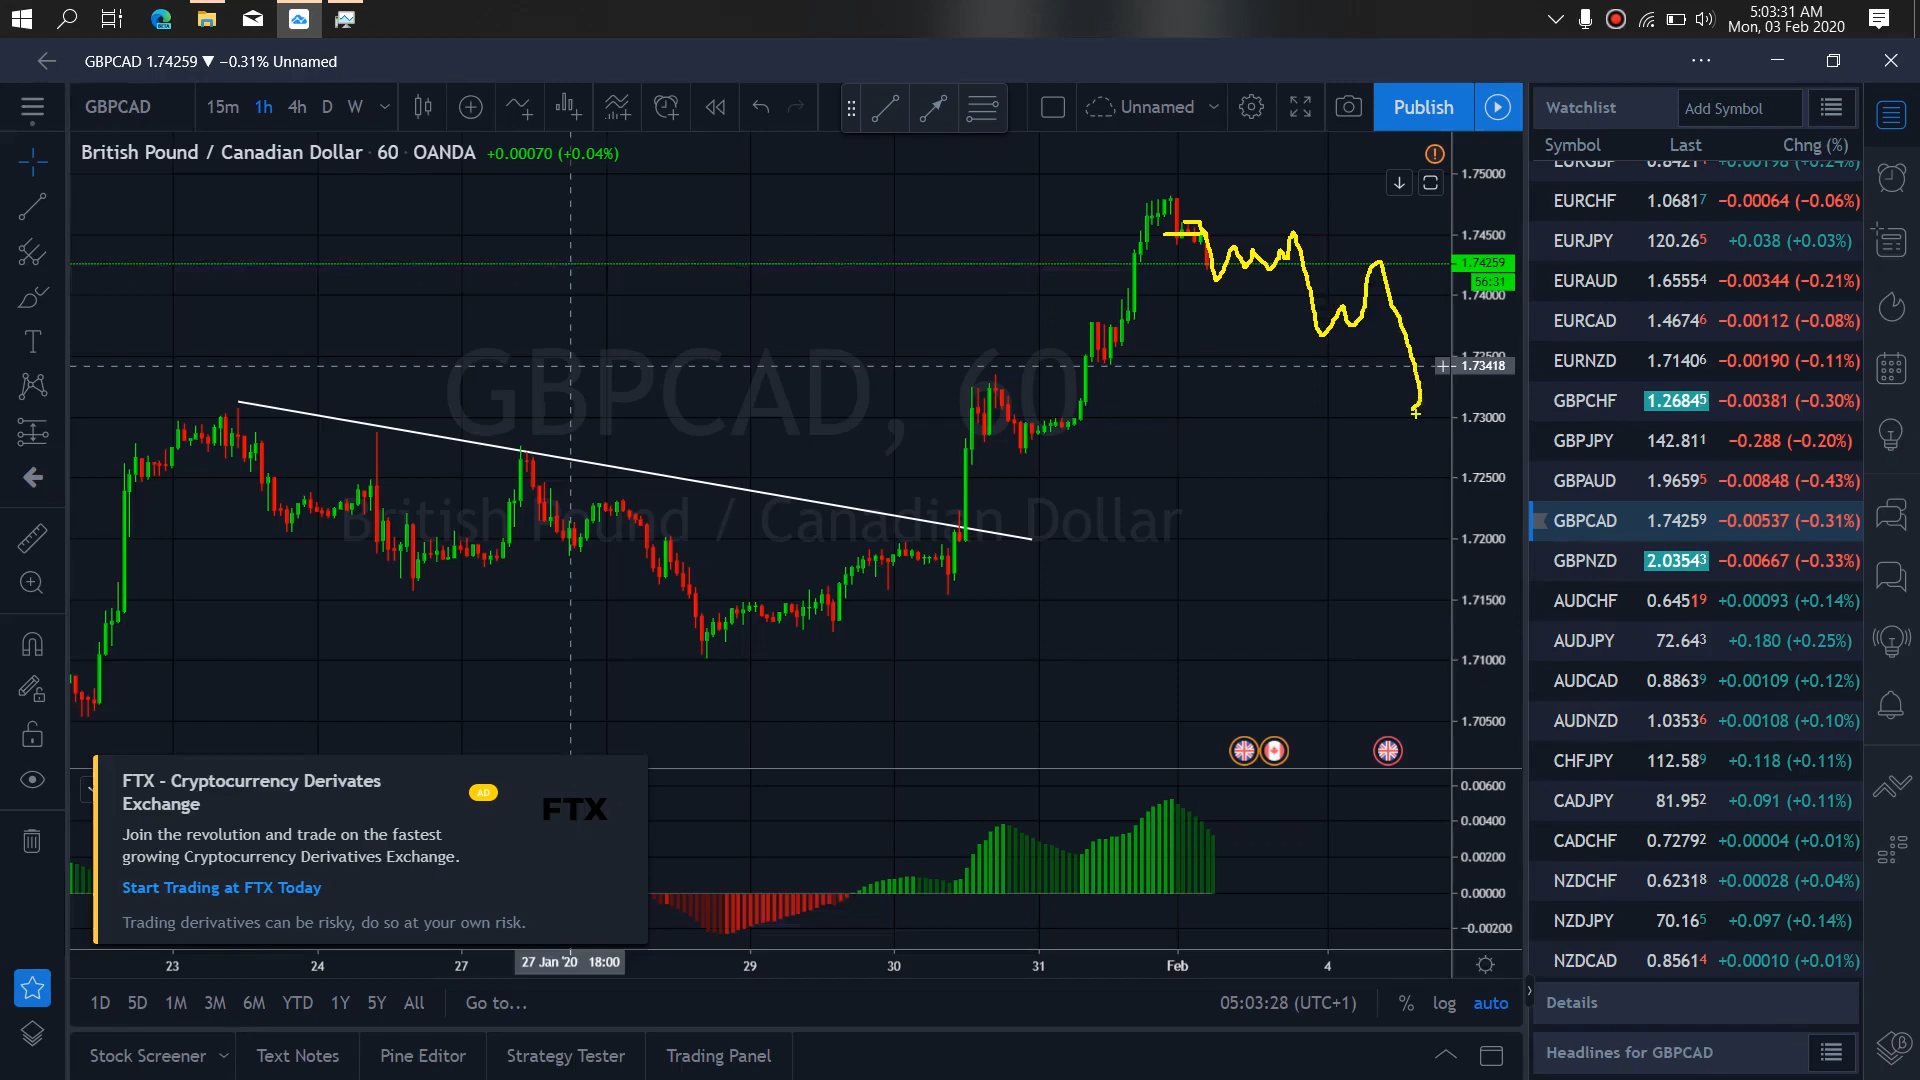 5:03:31 AM
Mon, 03 Feb 2020
GBPCAD 1.74259 ▼ −0.31% Unnamed
GBPCAD 15m 1h 4h D W Unnamed Publish
Watchlist Add Symbol
British Pound / Canadian Dollar · 60 · OANDA +0.00070 (+0.04%)
Symbol Last Chng (%)
EURGBP 0.8421 +0.00198 (+0.24%)
EURCHF 1.06817 −0.00064 (−0.06%)
EURJPY 120.265 +0.038 (+0.03%)
EURAUD 1.65554 −0.00344 (−0.21%)
EURCAD 1.46746 −0.00112 (−0.08%)
EURNZD 1.71406 −0.00190 (−0.11%)
GBPCHF 1.26845 −0.00381 (−0.30%)
GBPJPY 142.811 −0.288 (−0.20%)
GBPAUD 1.96595 −0.00848 (−0.43%)
GBPCAD 1.74259 −0.00537 (−0.31%)
GBPNZD 2.03543 −0.00667 (−0.33%)
AUDCHF 0.64519 +0.00093 (+0.14%)
AUDJPY 72.643 +0.180 (+0.25%)
AUDCAD 0.88639 +0.00109 (+0.12%)
AUDNZD 1.03536 +0.00108 (+0.10%)
CHFJPY 112.589 +0.118 (+0.11%)
CADJPY 81.952 +0.091 (+0.11%)
CADCHF 0.72792 +0.00004 (+0.01%)
NZDCHF 0.62318 +0.00028 (+0.04%)
NZDJPY 70.165 +0.097 (+0.14%)
NZDCAD 0.85614 +0.00010 (+0.01%)
Details
Headlines for GBPCAD
1.75000
1.74500
1.74259
56:31
1.74000
1.72500
1.73418
1.73000
1.72500
1.72000
1.71500
1.71000
1.70500
GBPCAD, 60
British Pound / Canadian Dollar
0.00600
0.00400
0.00200
0.00000
−0.00200
FTX - Cryptocurrency Derivates
Exchange
AD
FTX
Join the revolution and trade on the fastest
growing Cryptocurrency Derivatives Exchange.
Start Trading at FTX Today
Trading derivatives can be risky, do so at your own risk.
23 24 27 27 Jan '20 18:00 29 30 31 Feb 4
1D 5D 1M 3M 6M YTD 1Y 5Y All Go to... 05:03:28 (UTC+1) % log auto
Stock Screener Text Notes Pine Editor Strategy Tester Trading Panel